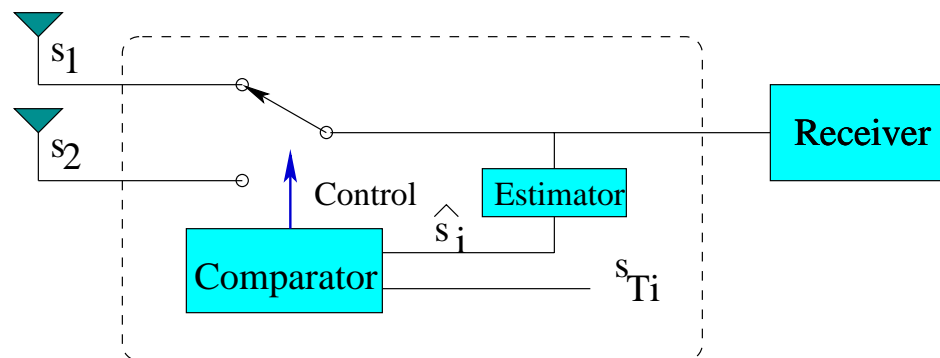 s1
s2
Receiver
Control
Estimator
ŝi
Comparator
sTi